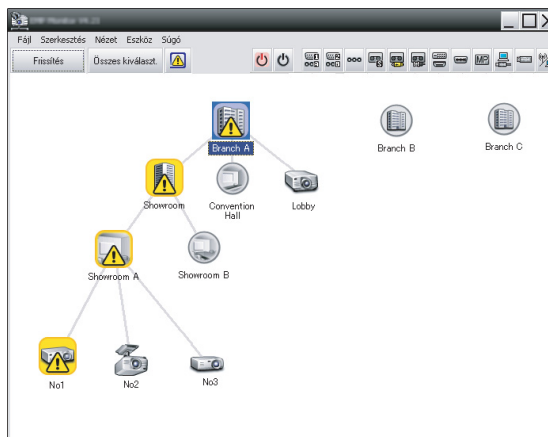 Fájl Szerkesztés Nézet Eszköz Súgó
Frissítés Összes kiválaszt. MP
Branch A Branch B Branch C
Showroom Convention Hall Lobby
Showroom A Showroom B
No1 No2 No3